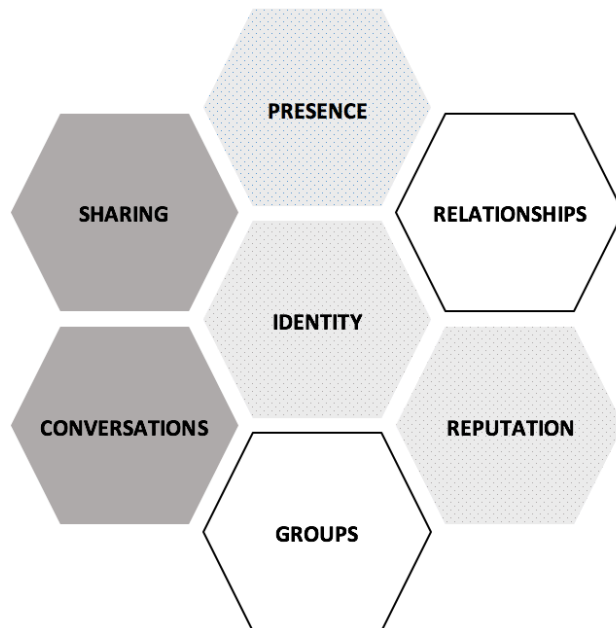 PRESENCE
SHARING
RELATIONSHIPS
IDENTITY
CONVERSATIONS
REPUTATION
GROUPS